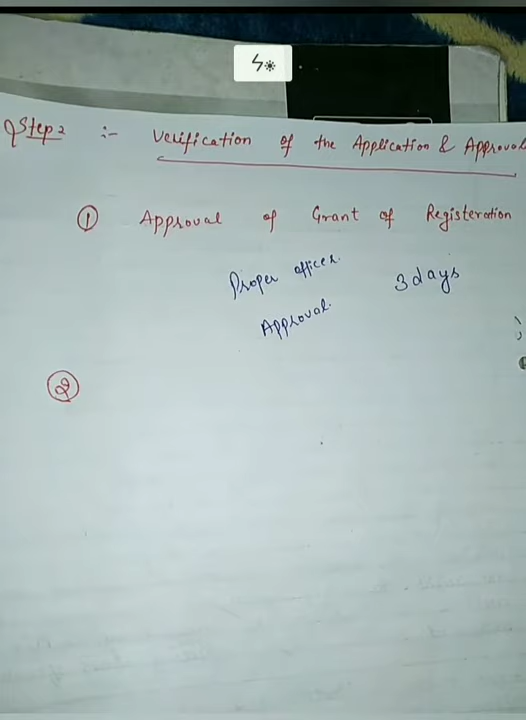 Step 2 :- Verification of the Application & Approval
① Approval of Grant of Registeration
Proper officer. 3 days
Approval.
②